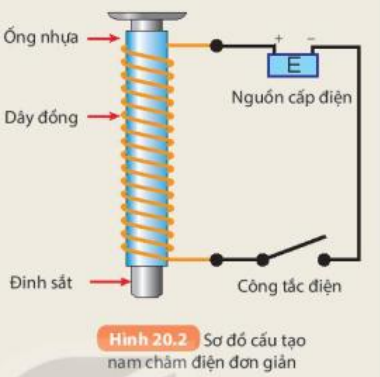 Ống nhựa
+ −
E
Nguồn cấp điện
Dây đồng
Đinh sắt
Công tắc điện
Hình 20.2 Sơ đồ cấu tạo
nam châm điện đơn giản